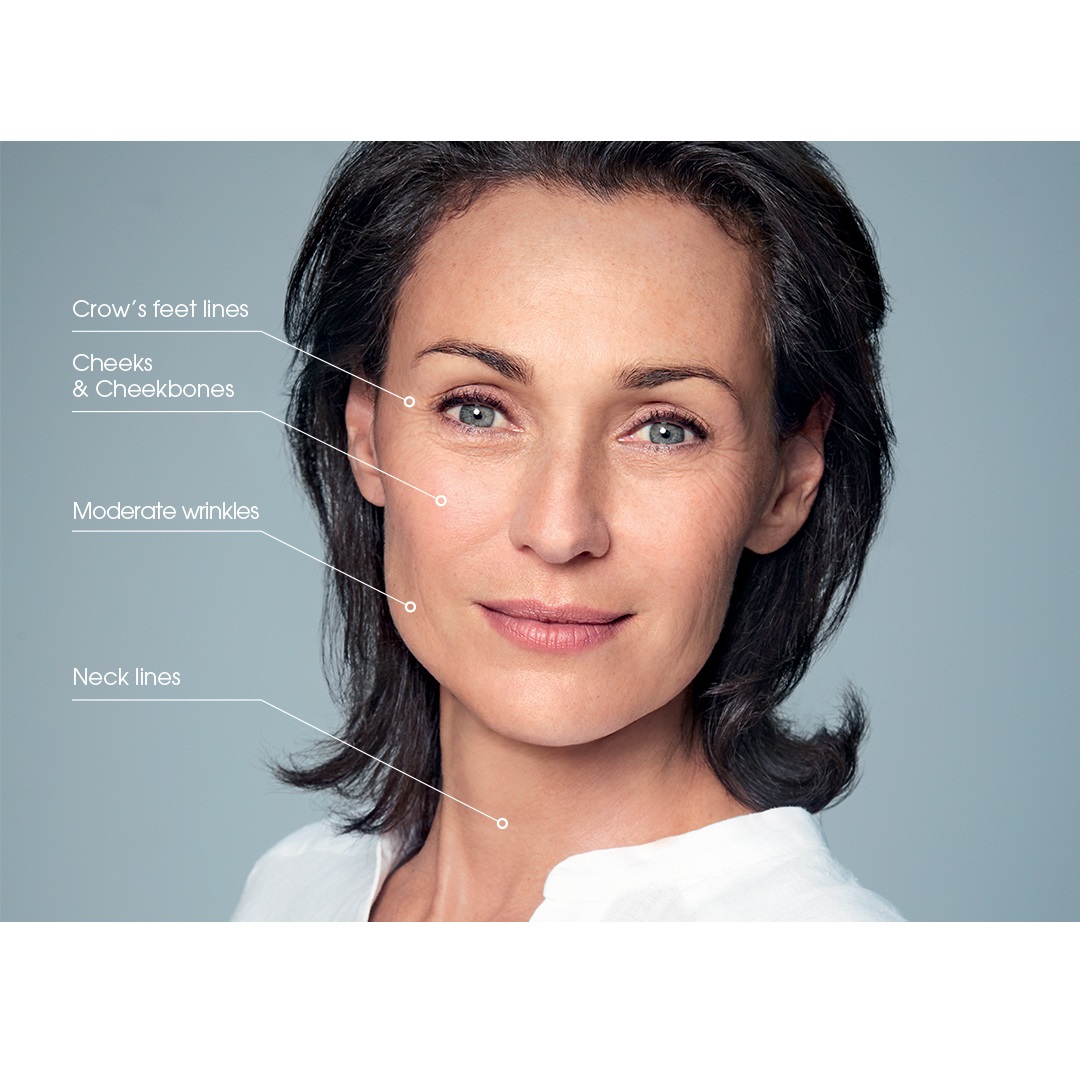 Crow's feet lines
Cheeks
& Cheekbones
Moderate wrinkles
Neck lines